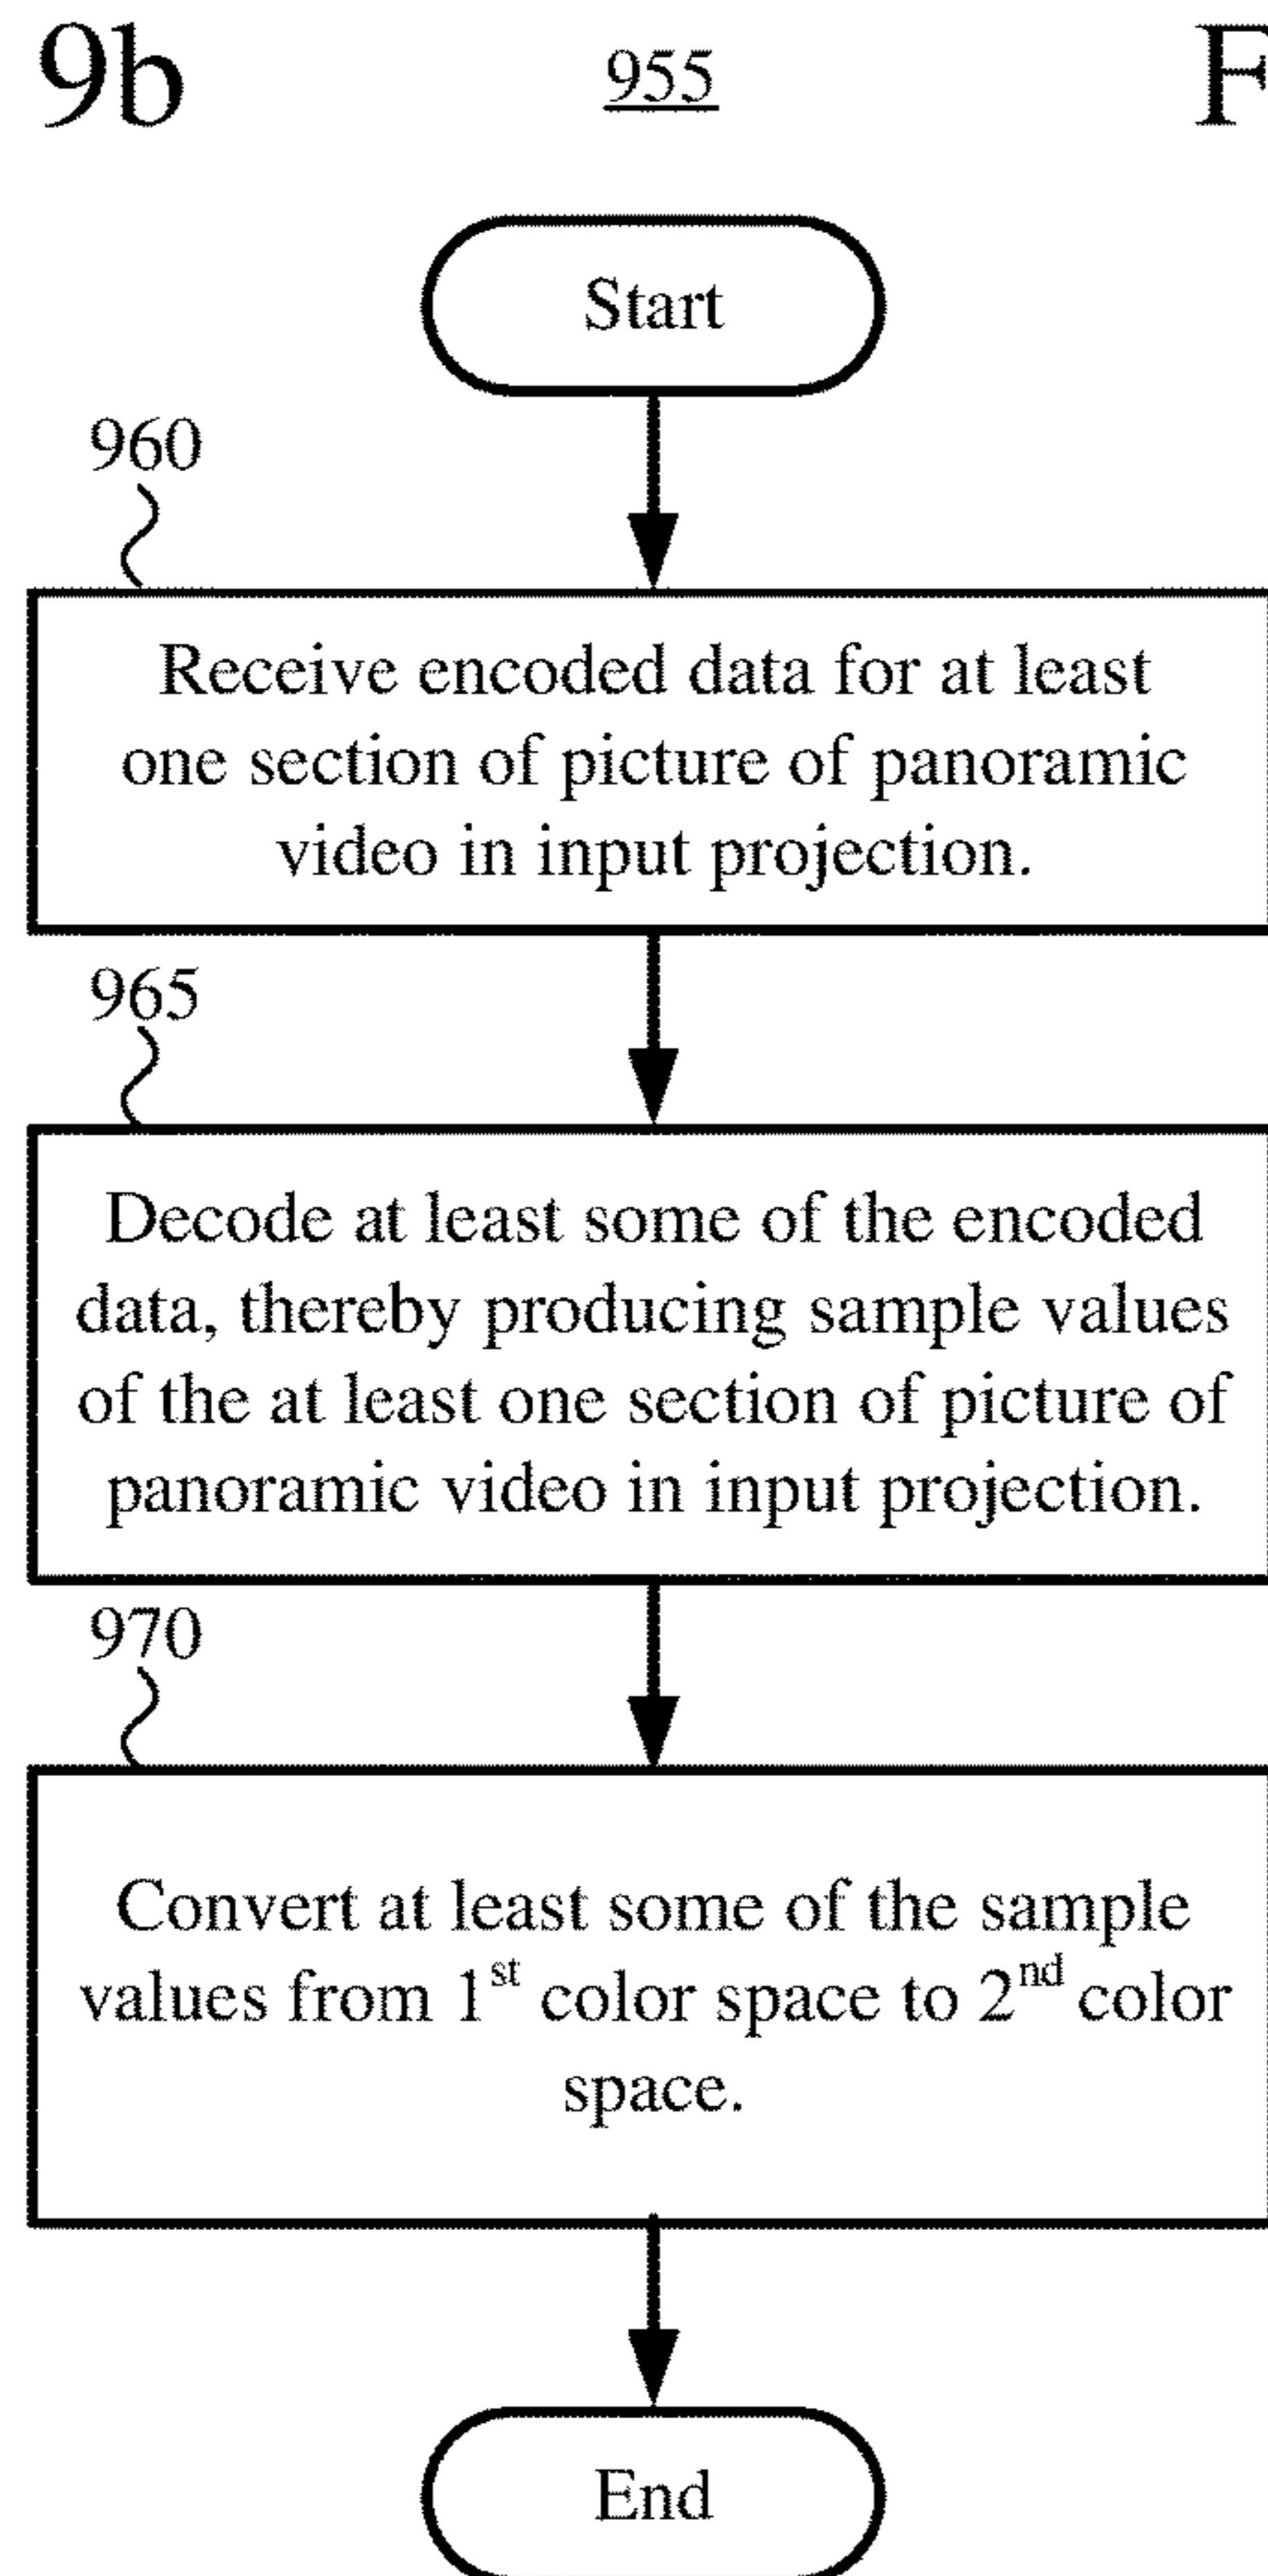 9b 955 F
Start
960
Receive encoded data for at least
one section of picture of panoramic
video in input projection.
965
Decode at least some of the encoded
data, thereby producing sample values
of the at least one section of picture of
panoramic video in input projection.
970
Convert at least some of the sample
values from 1st color space to 2nd color
space.
End